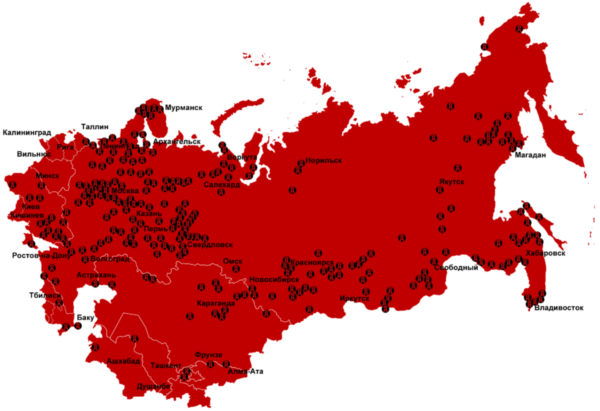 Мурманск
Таллин
Калининград
Архангельск
Рига
Вильнюс
Воркута
Норильск
Магадан
Минск
Салехард
Якутск
Москва
Киев
Казань
Кишинев
Пермь
Свердловск
Ростов-на-Дону
Хабаровск
Волгоград
Омск
Красноярск
Свободный
Астрахань
Новосибирск
Иркутск
Тбилиси
Караганда
Владивосток
Баку
Фрунзе
Ашхабад
Ташкент
Алма-Ата
Душанбе